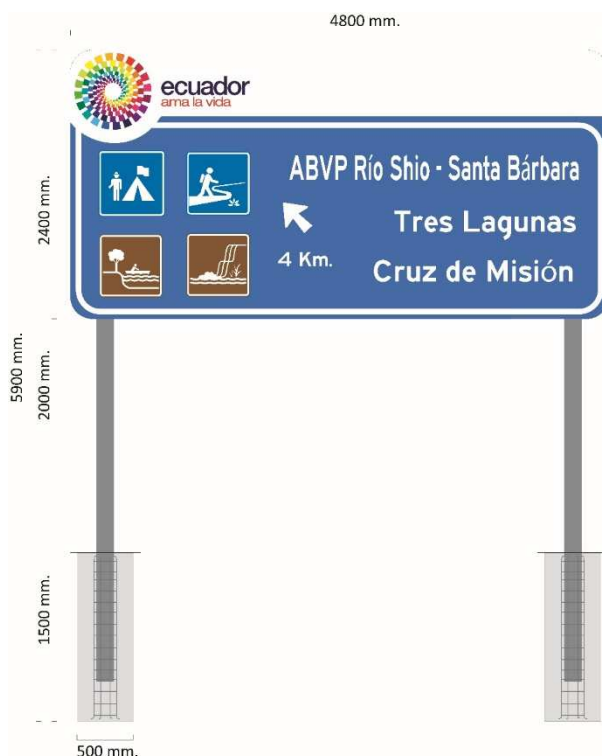 4800 mm.
ecuador
ama la vida
2400 mm.
ABVP Río Shio - Santa Bárbara
Tres Lagunas
4 Km.
Cruz de Misión
5900 mm.
2000 mm.
1500 mm.
500 mm.